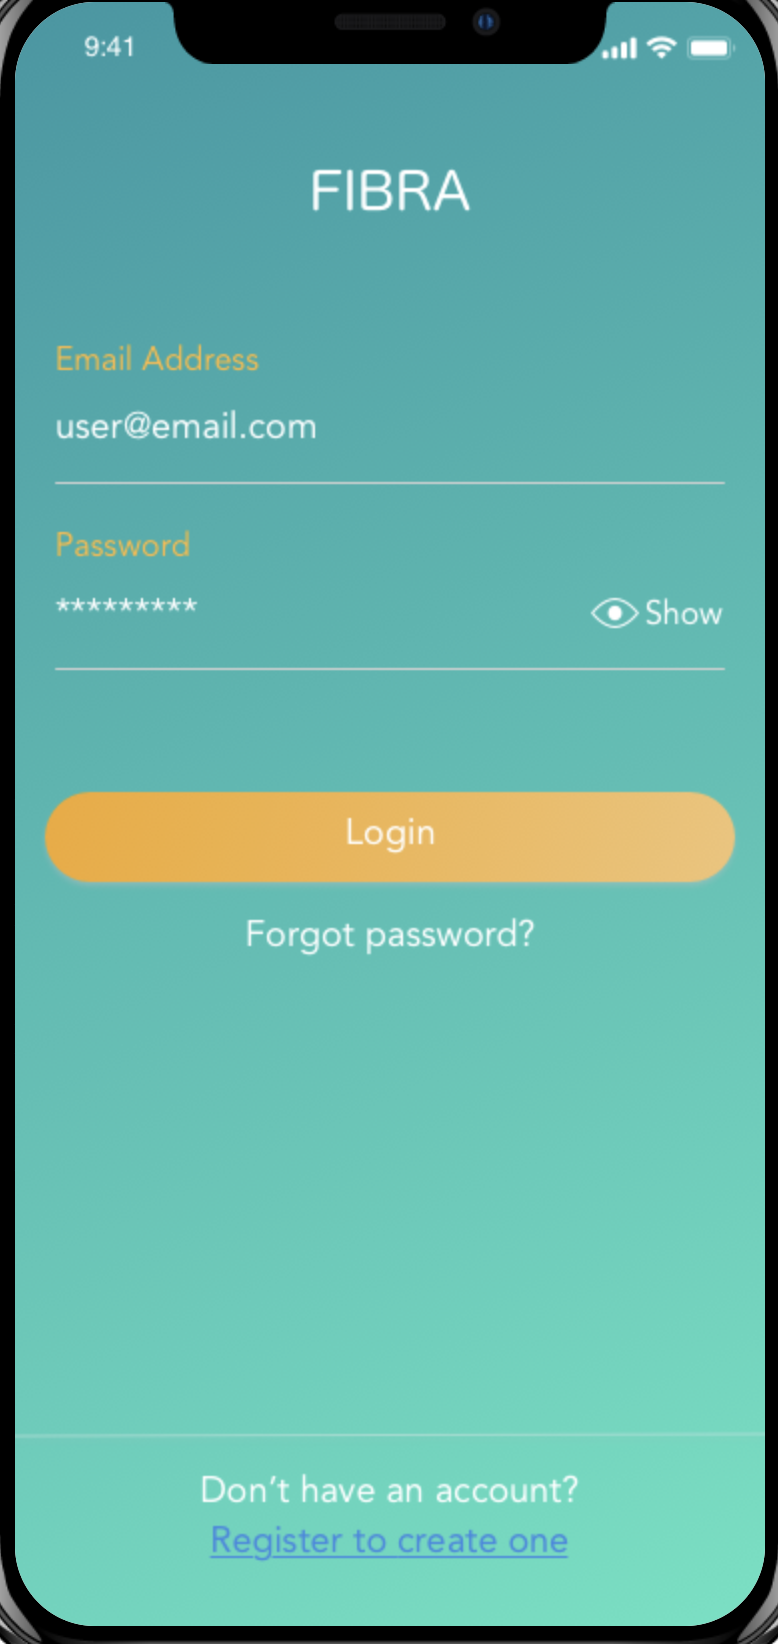 9:41
FIBRA
Email Address
user@email.com
Password
*********
Show
Login
Forgot password?
Don’t have an account?
Register to create one